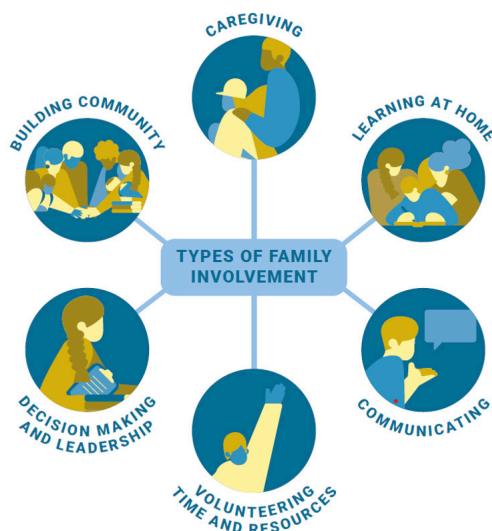 CAREGIVING
BUILDING COMMUNITY
LEARNING AT HOME
TYPES OF FAMILY
INVOLVEMENT
DECISION MAKING
AND LEADERSHIP
COMMUNICATING
VOLUNTEERING
TIME AND RESOURCES